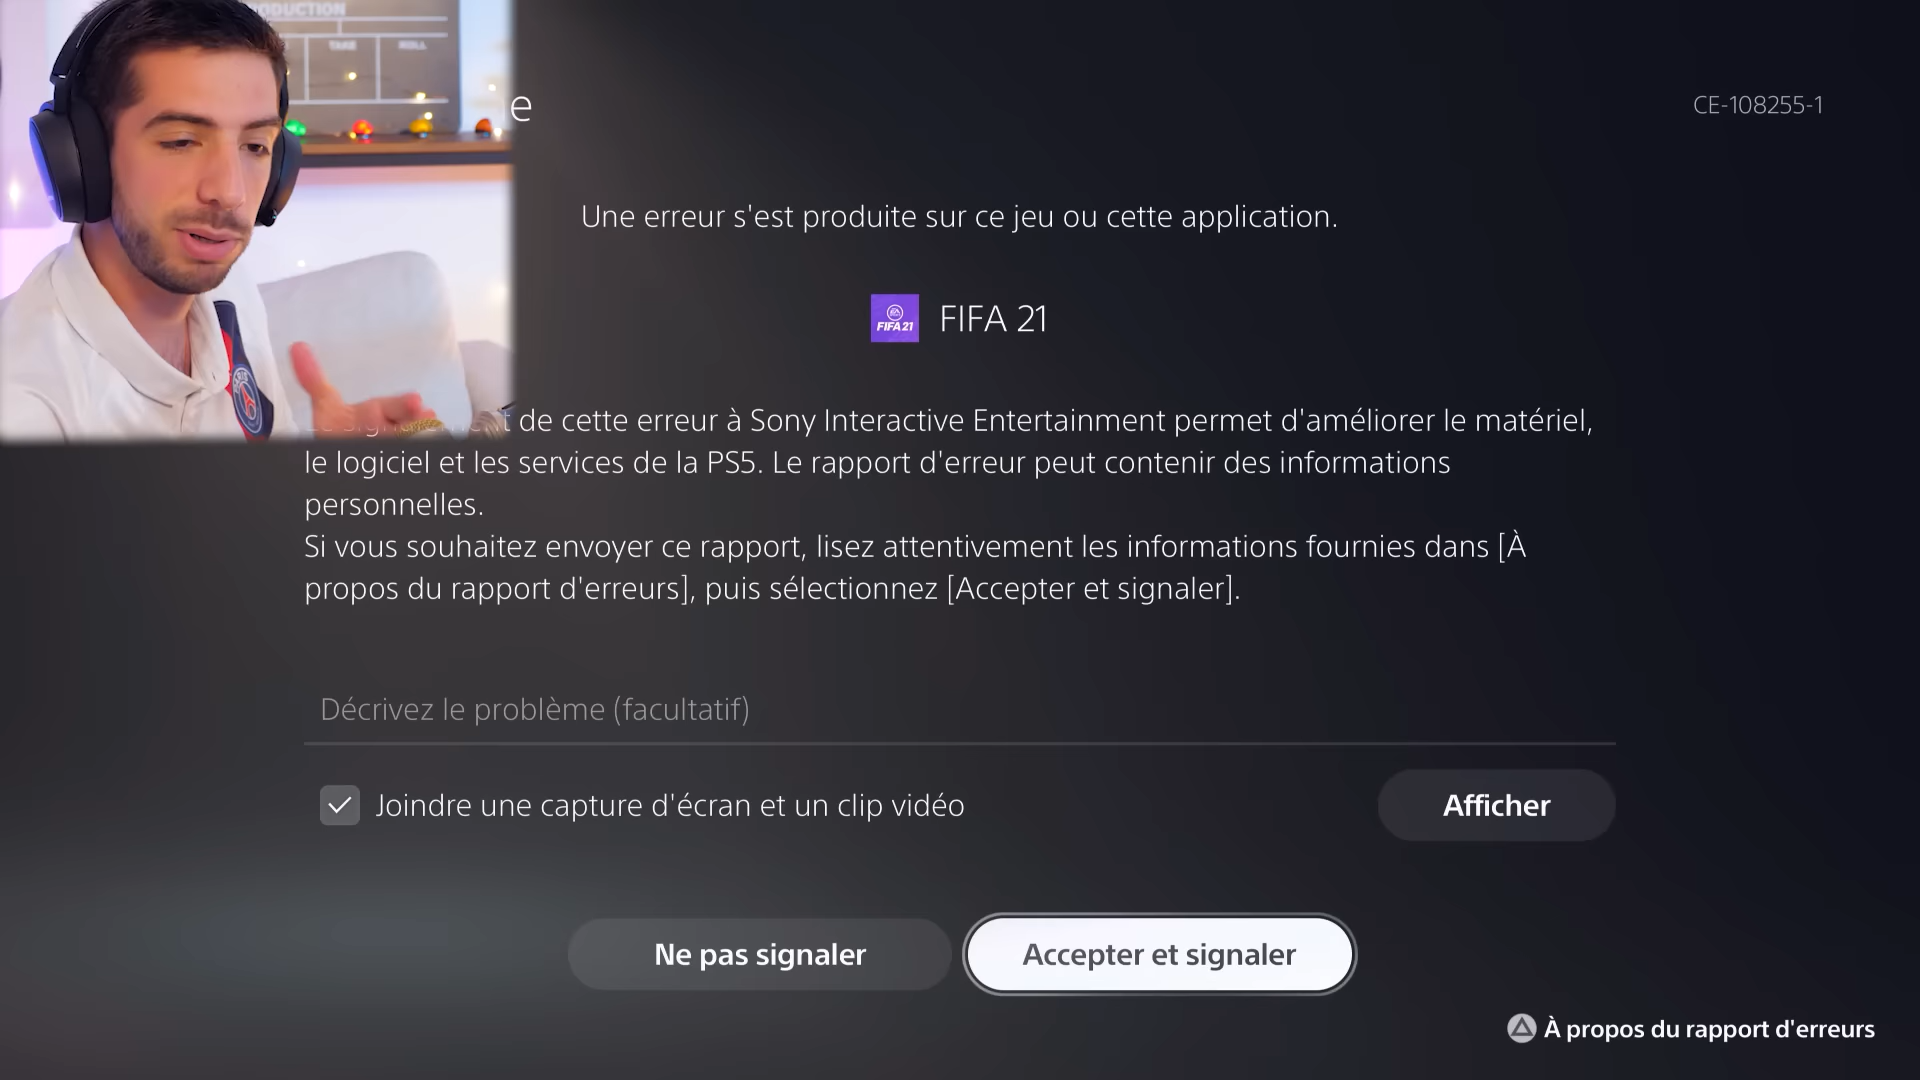 PRODUCTION
TAKE
ROLL
e
CE-108255-1
Une erreur s'est produite sur ce jeu ou cette application.
FIFA 21
FIFA 21
Le signalement de cette erreur à Sony Interactive Entertainment permet d'améliorer le matériel,
le logiciel et les services de la PS5. Le rapport d'erreur peut contenir des informations
personnelles.
Si vous souhaitez envoyer ce rapport, lisez attentivement les informations fournies dans [À
propos du rapport d'erreurs], puis sélectionnez [Accepter et signaler].
Décrivez le problème (facultatif)
Joindre une capture d'écran et un clip vidéo
Afficher
Ne pas signaler
Accepter et signaler
À propos du rapport d'erreurs